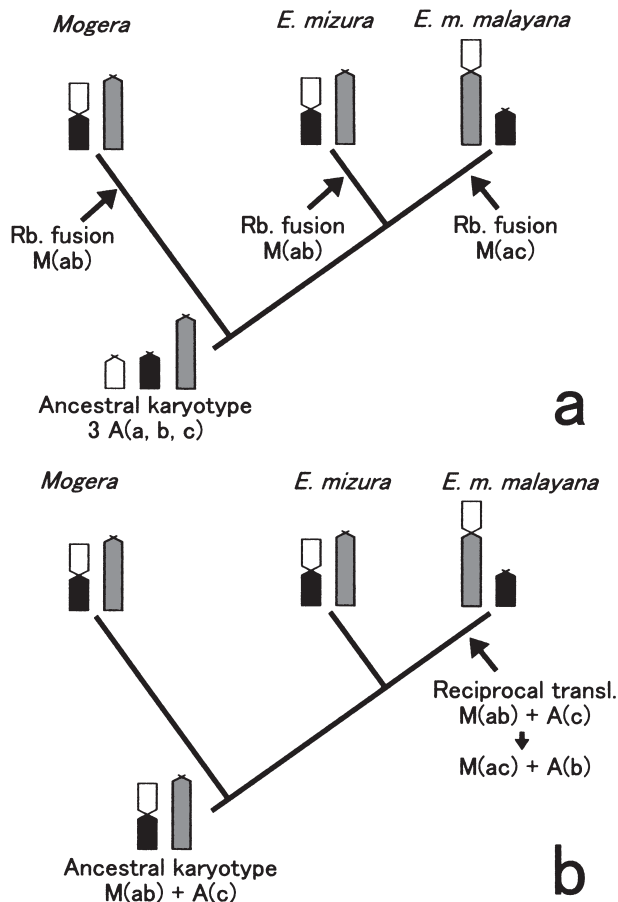 Mogera
E. mizura
E. m. malayana
Rb. fusion
M(ab)
Rb. fusion
M(ab)
Rb. fusion
M(ac)
Ancestral karyotype
3 A(a, b, c)
a
Mogera
E. mizura
E. m. malayana
Reciprocal transl.
M(ab) + A(c)
M(ac) + A(b)
Ancestral karyotype
M(ab) + A(c)
b